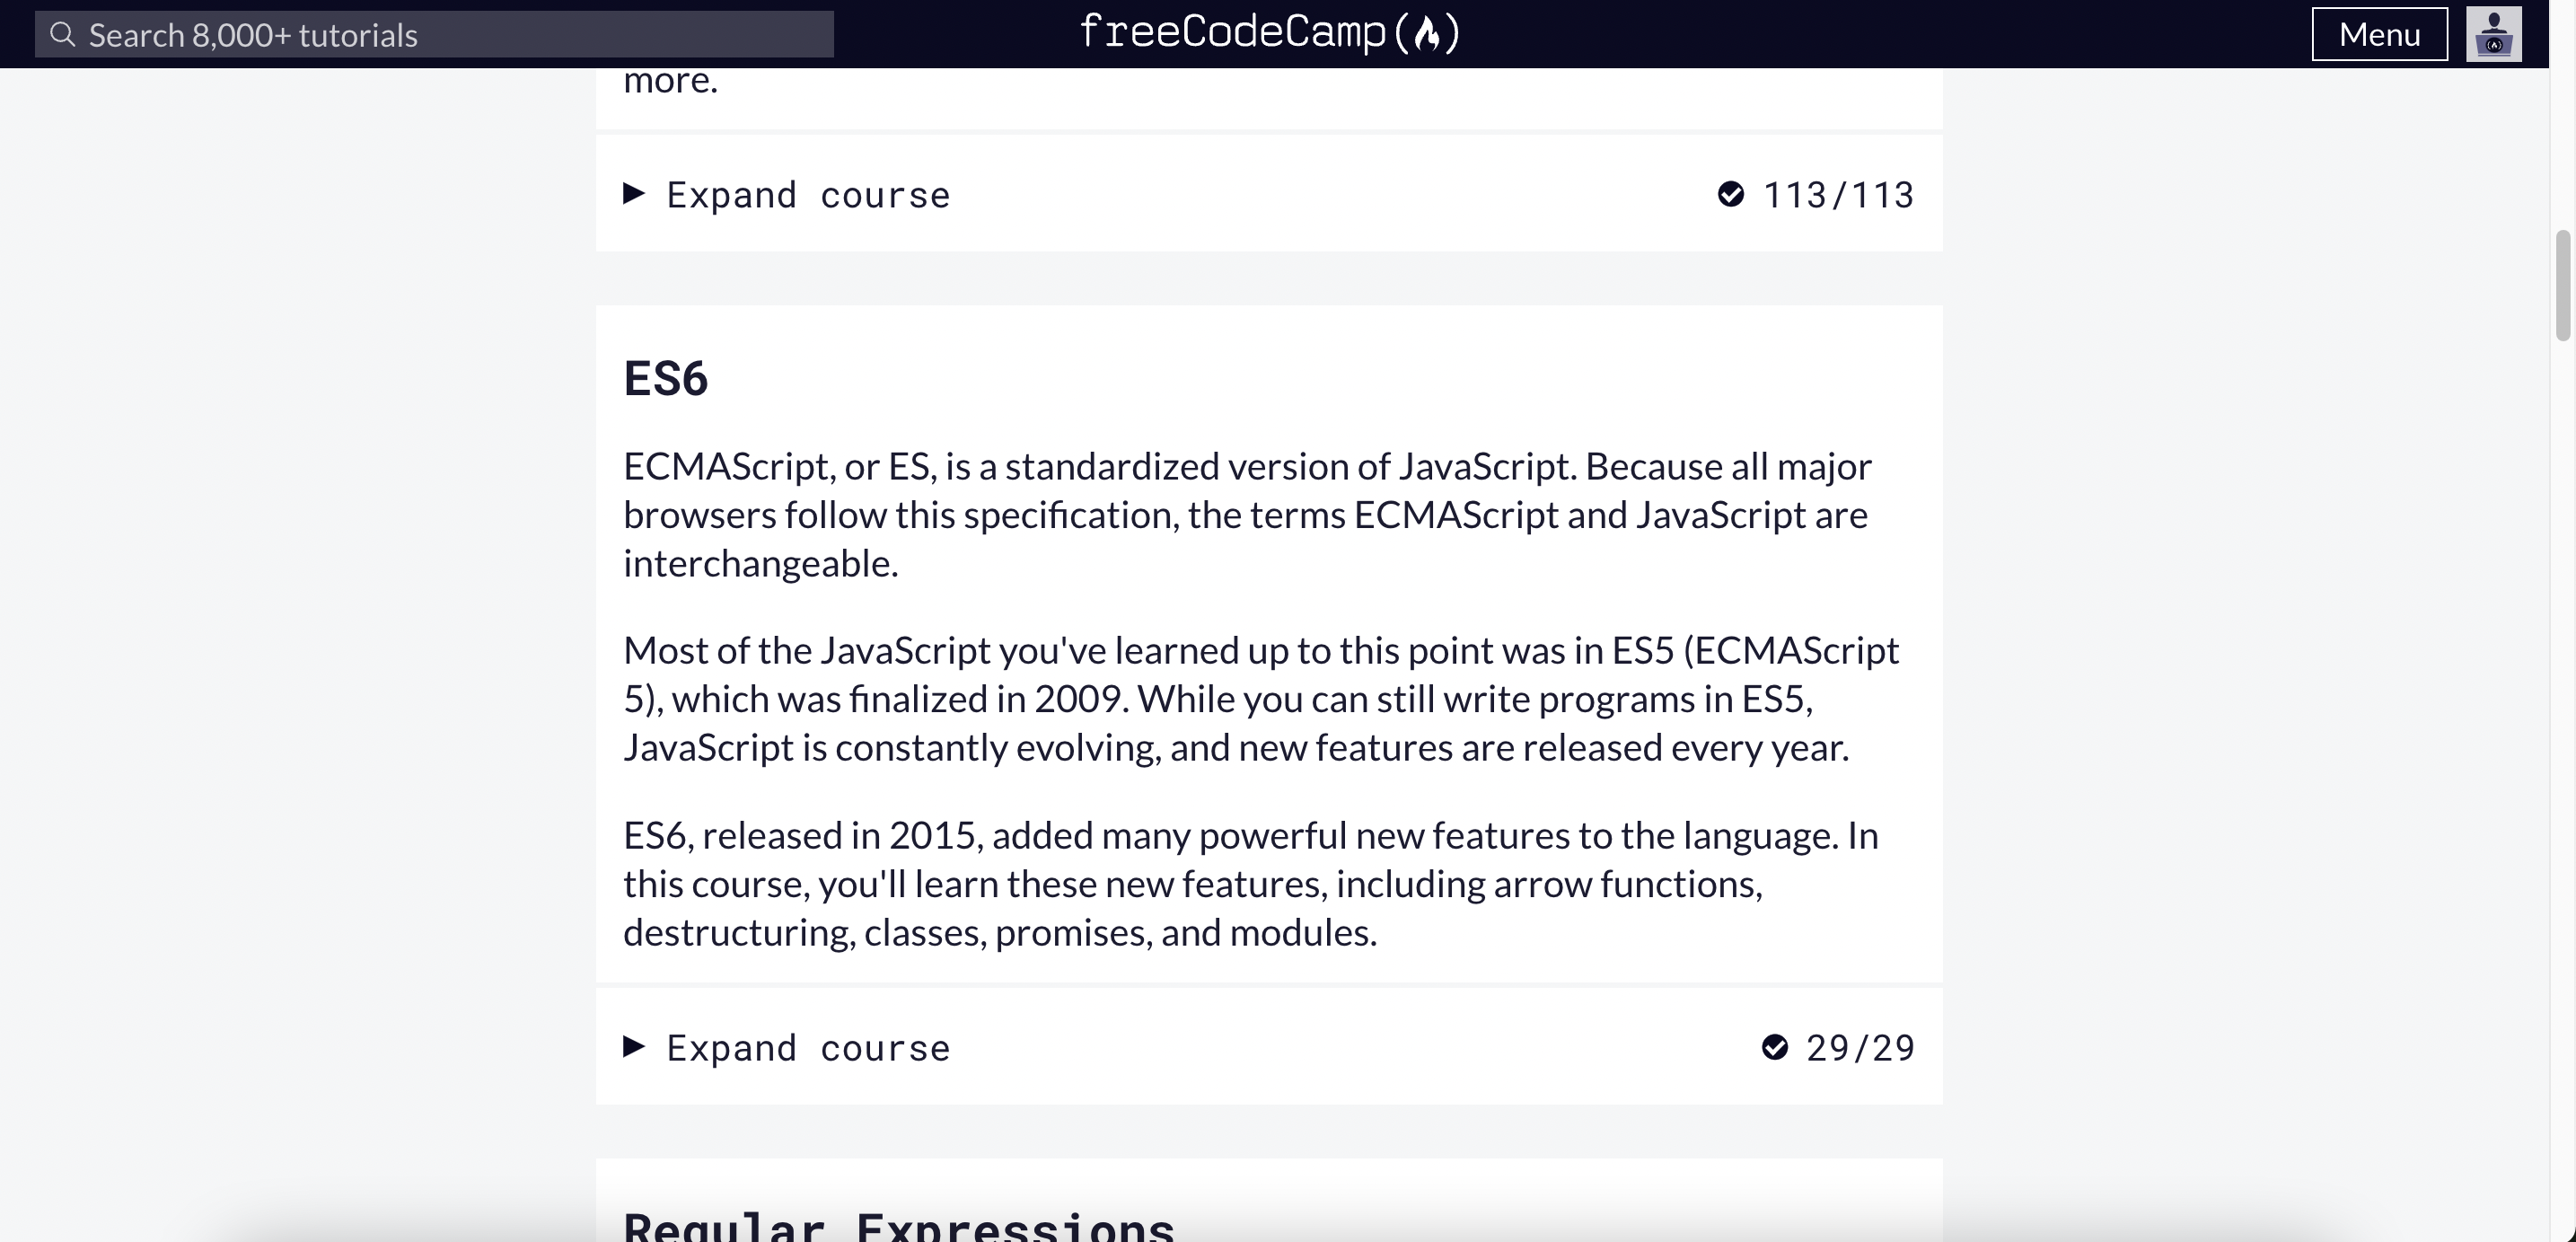 Search 8,000+ tutorials
freeCodeCamp(🔥)
Menu
more.
Expand course
113/113
ES6
ECMAScript, or ES, is a standardized version of JavaScript. Because all major
browsers follow this specification, the terms ECMAScript and JavaScript are
interchangeable.
Most of the JavaScript you've learned up to this point was in ES5 (ECMAScript
5), which was finalized in 2009. While you can still write programs in ES5,
JavaScript is constantly evolving, and new features are released every year.
ES6, released in 2015, added many powerful new features to the language. In
this course, you'll learn these new features, including arrow functions,
destructuring, classes, promises, and modules.
Expand course
29/29
Regular Expressions